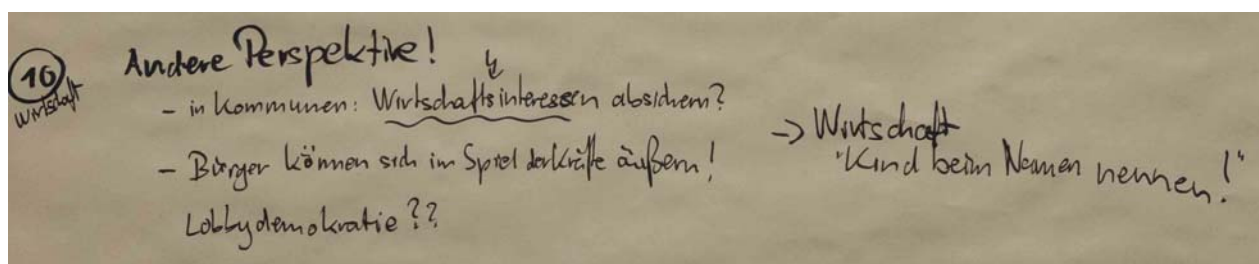 10
Wirtschaft
Andere Perspektive!
- in Kommunen: Wirtschaftsinteressen absichern?
- Bürger können sich im Spiel der Kräfte äußern!
Lobbydemokratie??
-> Wirtschaft
"Kind beim Namen nennen!"